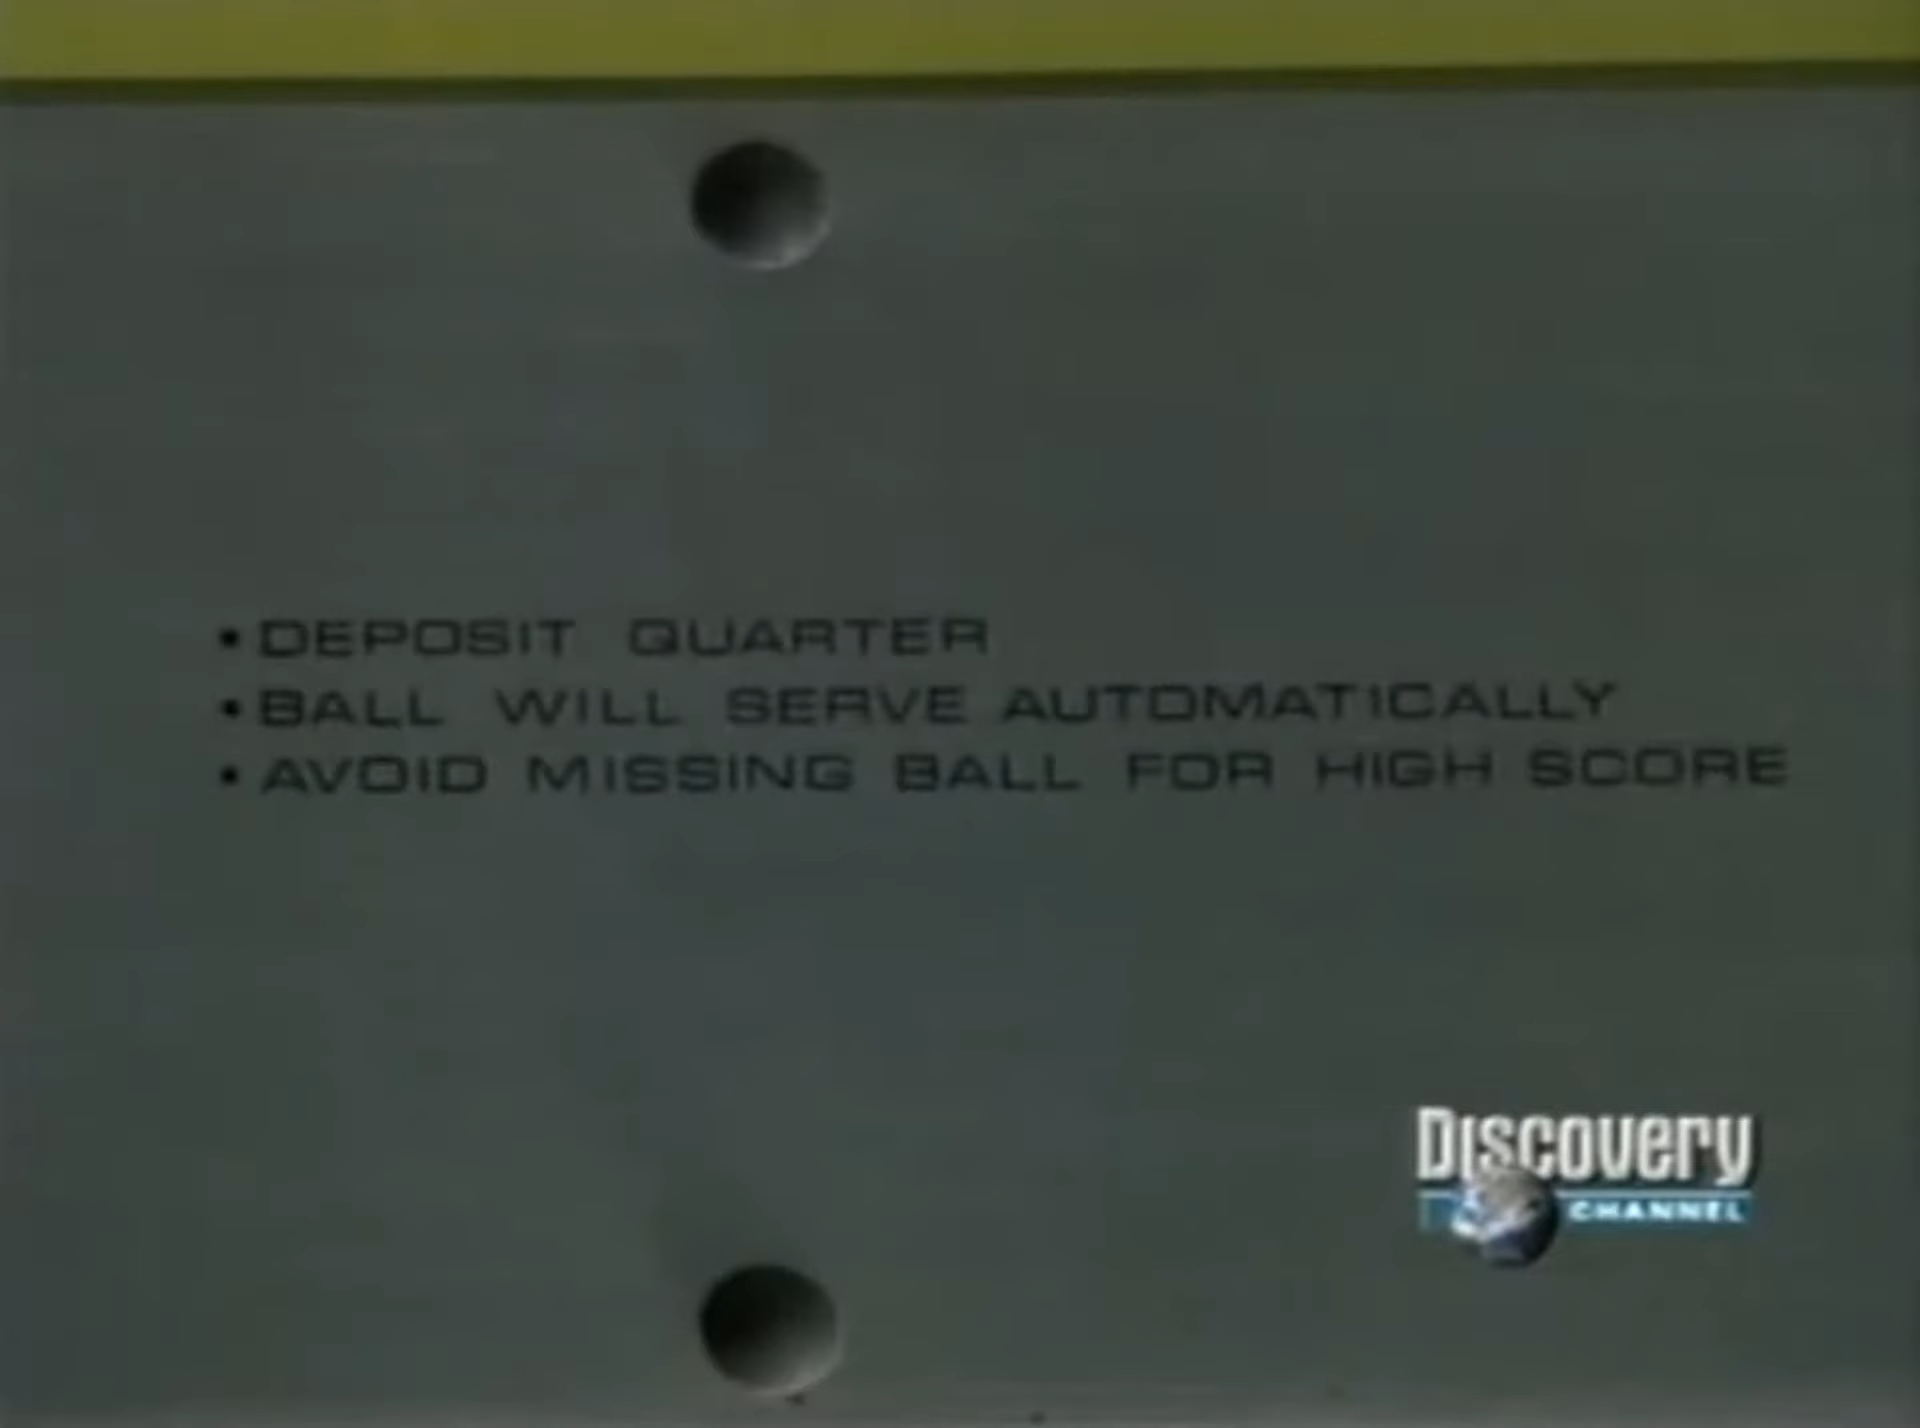 •DEPOSIT QUARTER
•BALL WILL SERVE AUTOMATICALLY
•AVOID MISSING BALL FOR HIGH SCORE
Discovery
CHANNEL